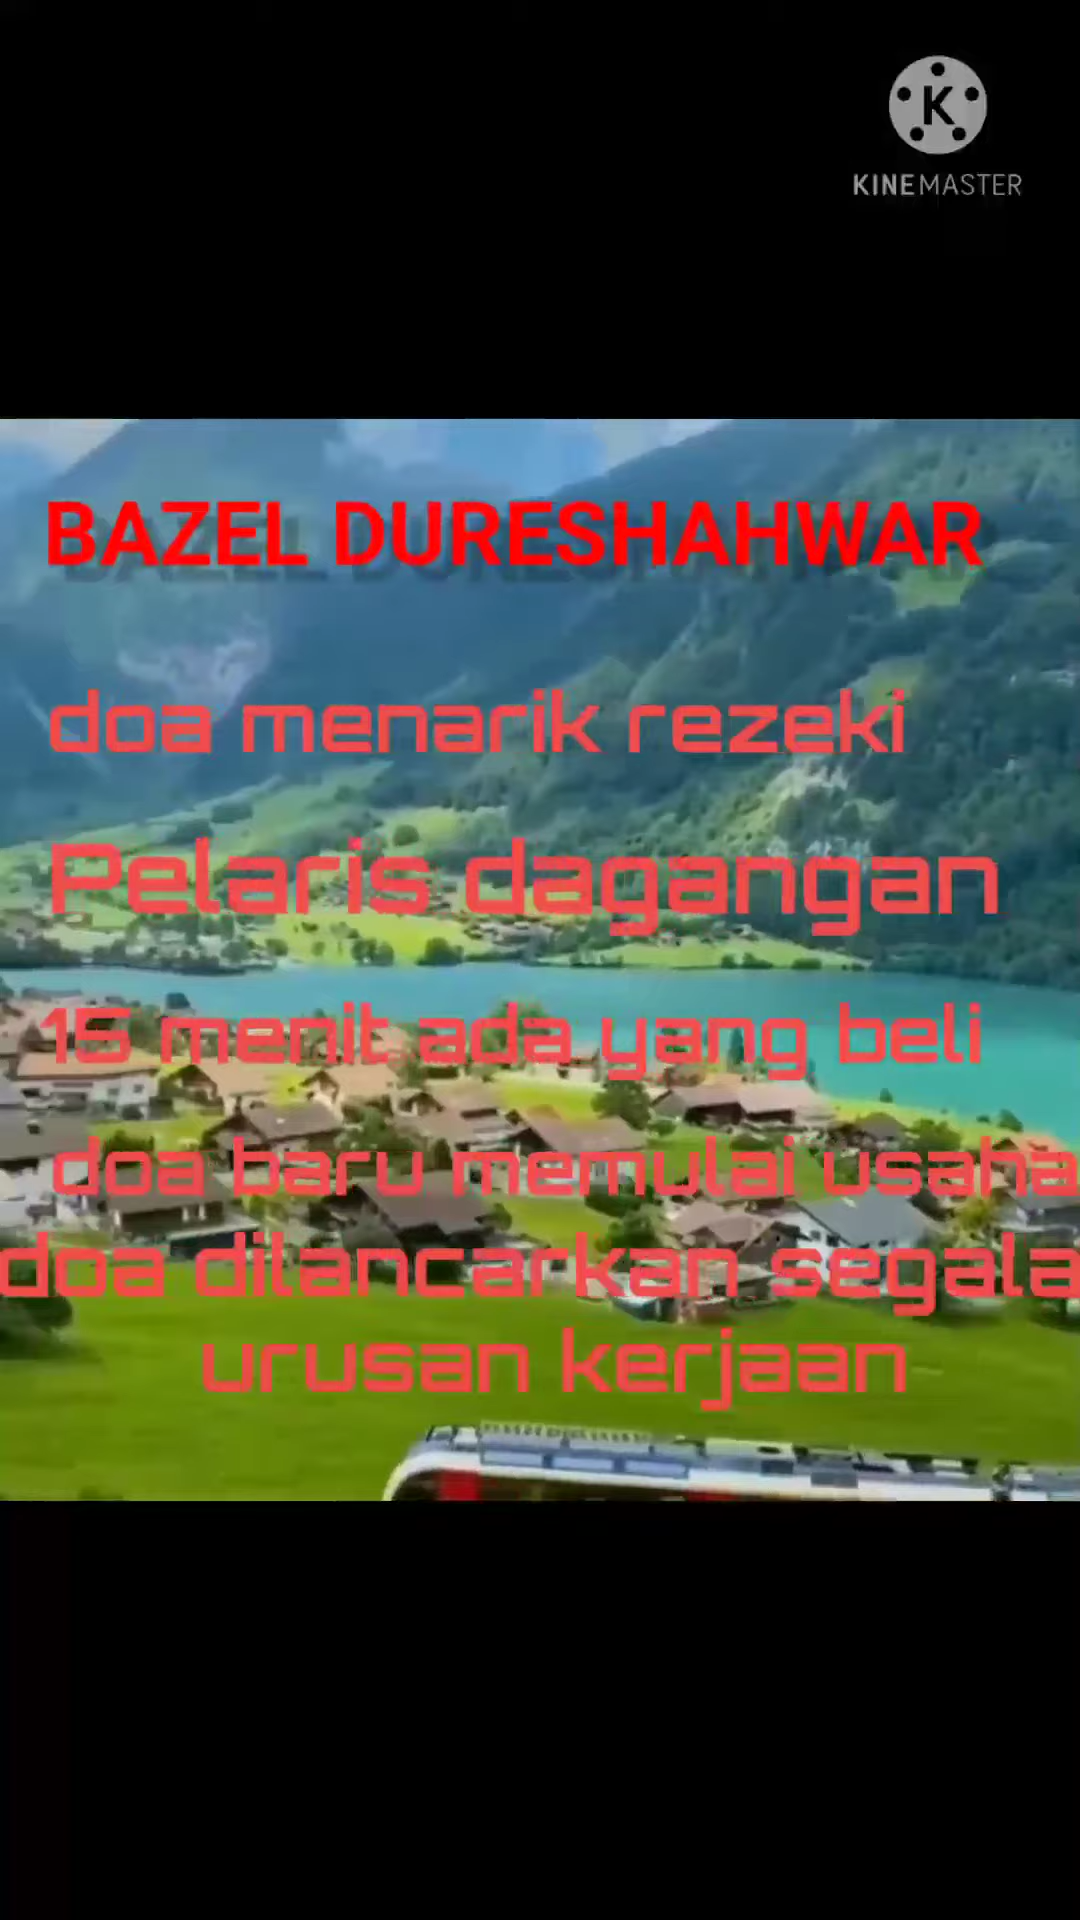 KINEMASTER
BAZEL DURESHAHWAR
doa menarik rezeki
Pelaris dagangan
15 menit ada yang beli
doa baru memulai usaha
doa dilancarkan segala
urusan kerjaan